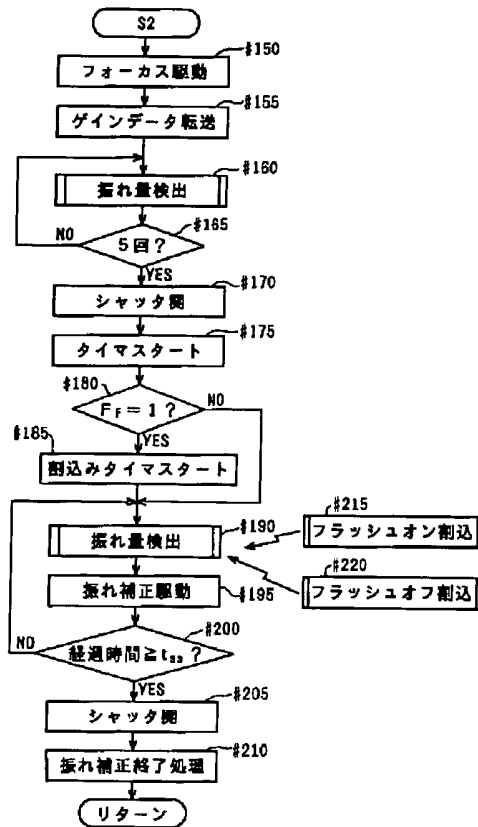 S2
#150
フォーカス駆動
#155
ゲインデータ転送
#160
振れ量検出
#165
5回?
NO
YES
#170
シャッタ開
#175
タイマスタート
#180
FF=1?
NO
YES
#185
割込みタイマスタート
#190
振れ量検出
#215
フラッシュオン割込
#220
フラッシュオフ割込
#195
振れ補正駆動
#200
経過時間≧tss?
NO
YES
#205
シャッタ閉
#210
振れ補正終了処理
リターン